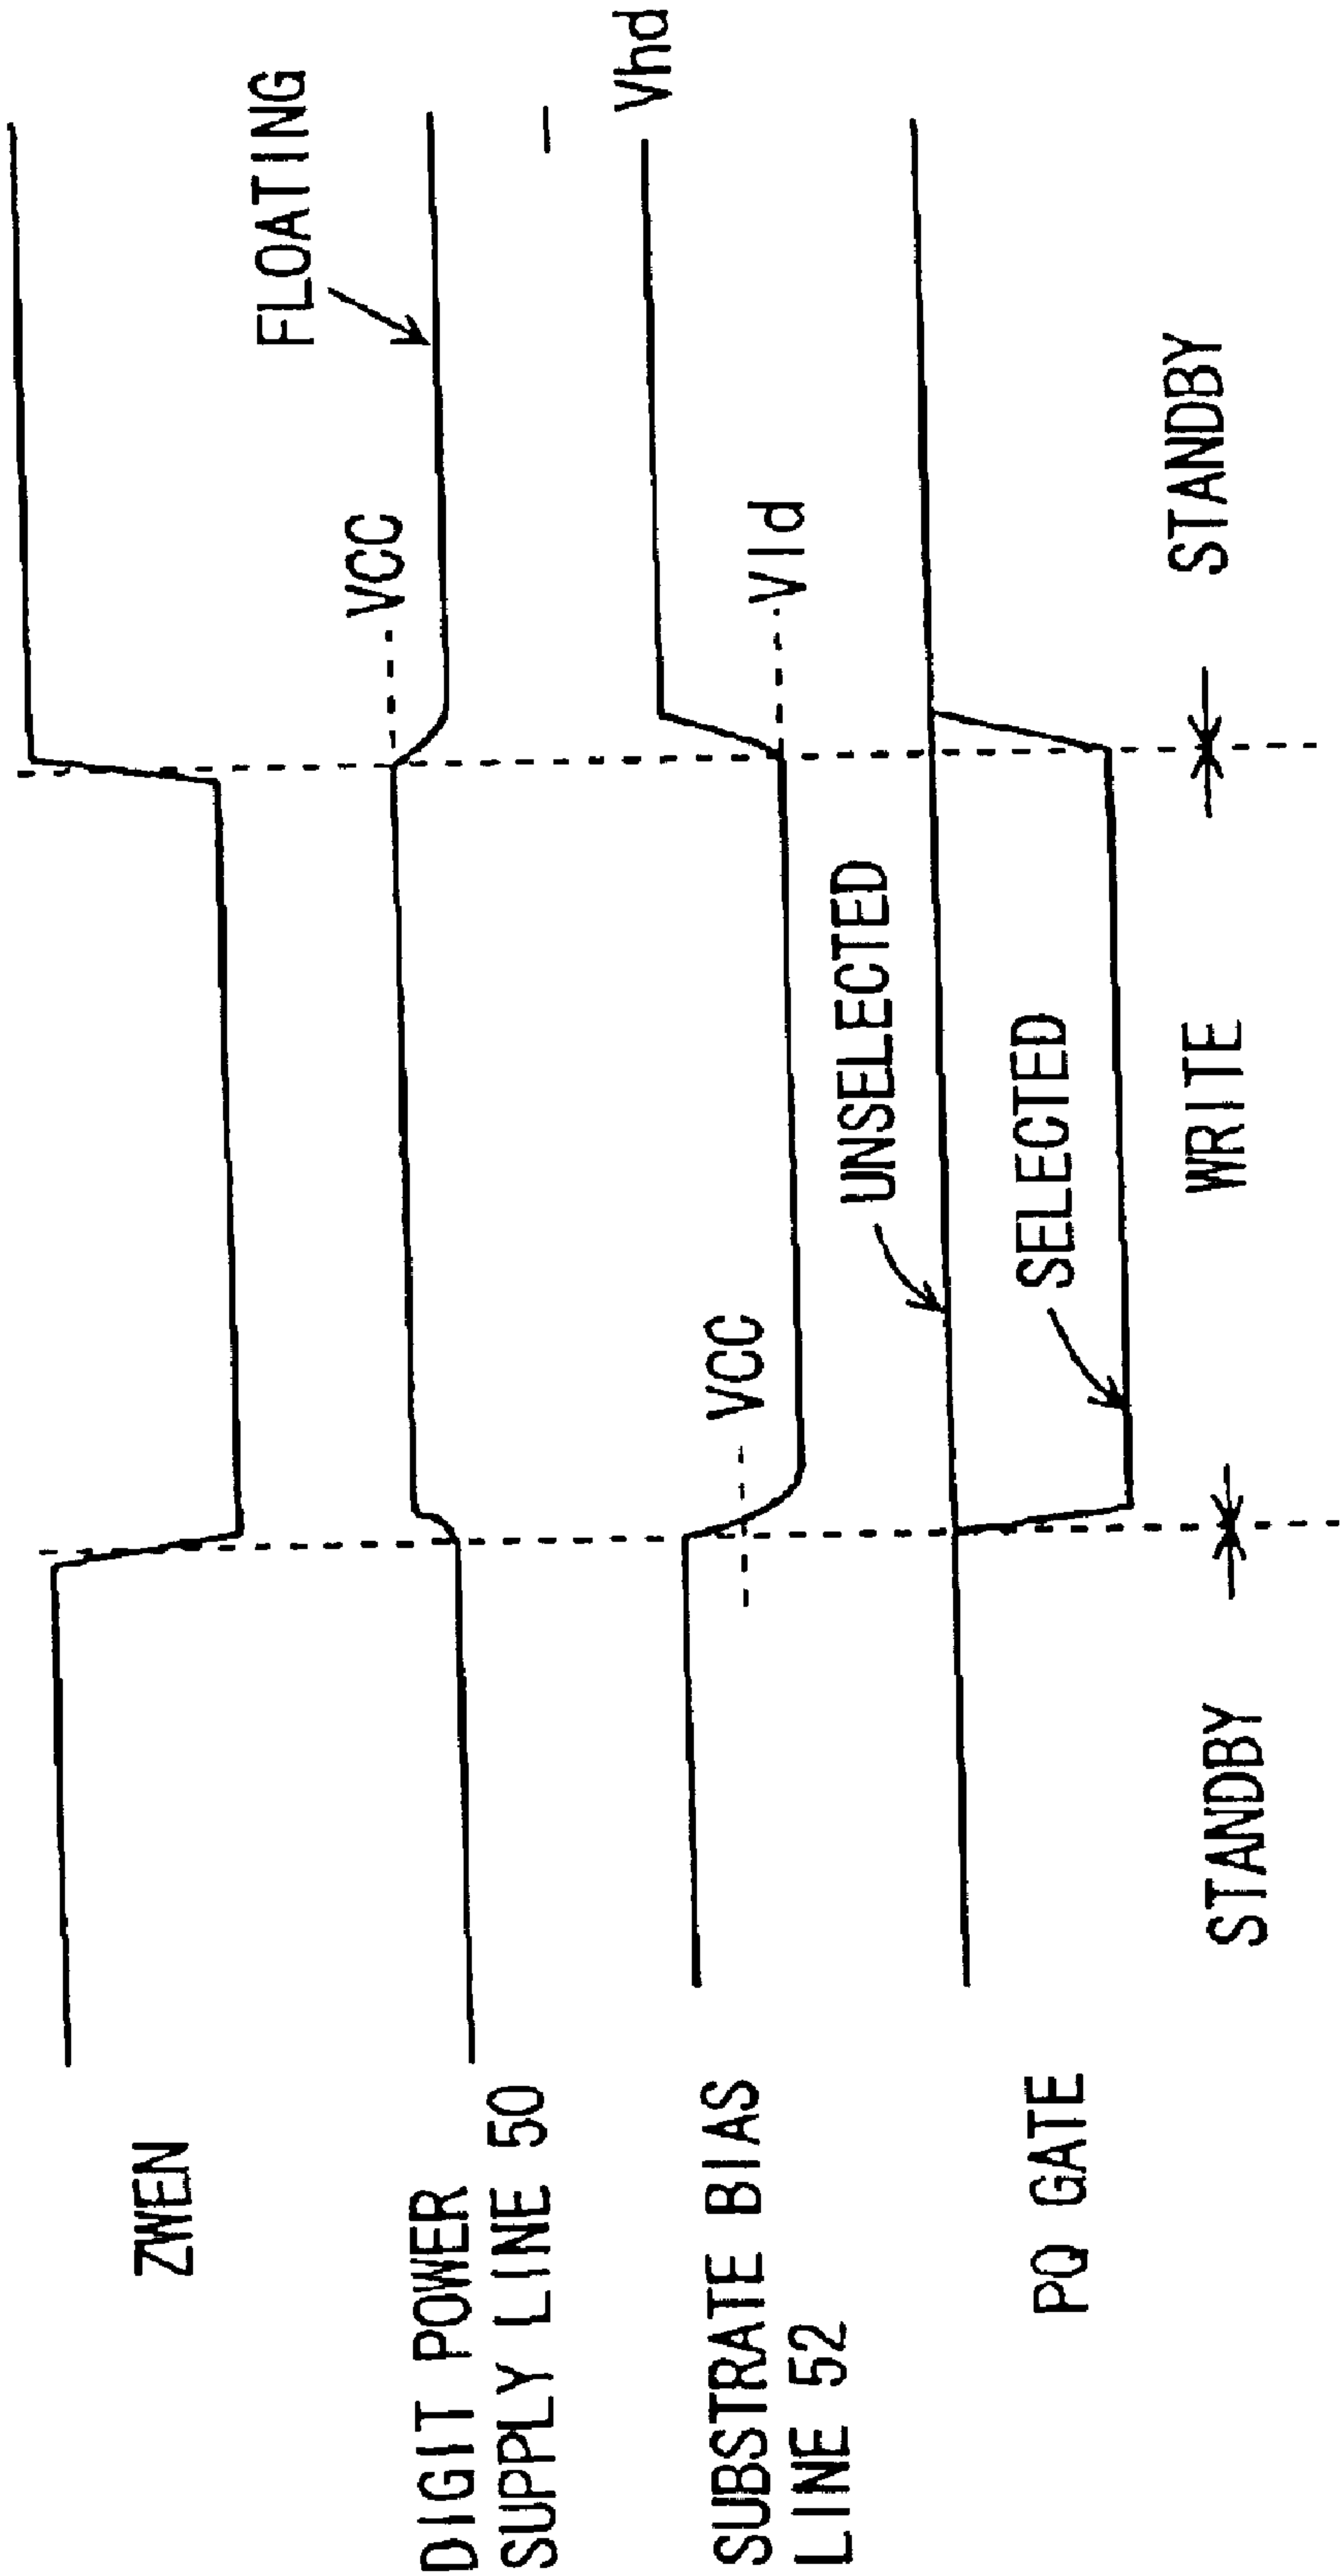 ZWEN
DIGIT POWER
SUPPLY LINE 50
FLOATING
VCC
SUBSTRATE BIAS
LINE 52
VCC
Vld
Vhd
PQ GATE
UNSELECTED
SELECTED
STANDBY
WRITE
STANDBY